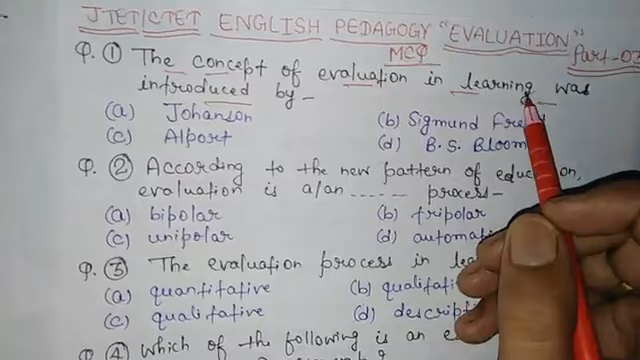 JTET/CTET ENGLISH PEDAGOGY "EVALUATION"
MCQ Part-03
Q. ① The concept of evaluation in learning was
introduced by -
(a) Johanson (b) Sigmund
(c) Alport (d) B.S. Bloom
Q. ② According to the new pattern of
evaluation is a/an ------ process-
(a) bipolar (b) tripolar
(c) unipolar (d)
Q. ③ The evaluation process in
(a) quantitative (b)
(c) qualitative (d)
Q. ④ Which of the following is an